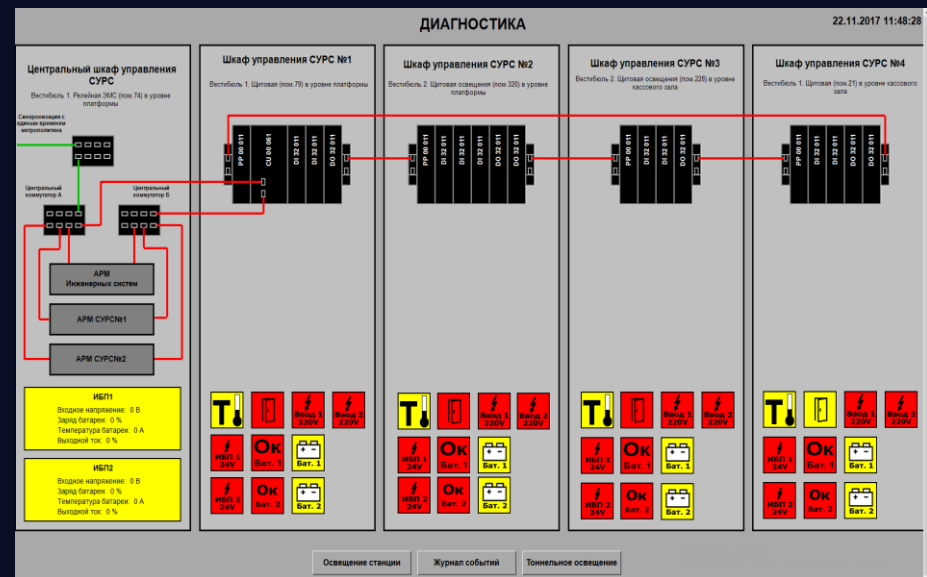 ДИАГНОСТИКА
22.11.2017 11:48:28
Центральный шкаф управления
СУРС
Вестибюль 1. Релейная ЭМС (пом 74) в уровне
платформы
Синхронизация с
единым временем
метрополитена
Центральный
коммутатор А
Центральный
коммутатор Б
АРМ
Инженерных систем
АРМ СУРС№1
АРМ СУРС№2
ИБП1
Входное напряжение: 0 В
Заряд батареи: 0 %
Температура батареи: 0 А
Выходной ток: 0 %
ИБП2
Входное напряжение: 0 В
Заряд батареи: 0 %
Температура батареи: 0 А
Выходной ток: 0 %
Шкаф управления СУРС №1
Вестибюль 1. Щитовая (пом.79) в уровне платформы
PP 00 011
CU 00 061
DI 32 011
DI 32 011
DO 32 011
Т
Ввод 1
220V
Ввод 2
220V
ИБП 1
24V
Ок
Бат. 1
Бат. 1
ИБП 2
24V
Ок
Бат. 2
Бат. 2
Шкаф управления СУРС №2
Вестибюль 2. Щитовая освещения (пом 320) в уровне
платформы
PP 00 011
DI 32 011
DI 32 011
DI 32 011
DO 32 011
Т
Ввод 1
220V
Ввод 2
220V
ИБП 1
24V
Ок
Бат. 1
Бат. 1
ИБП 2
24V
Ок
Бат. 2
Бат. 2
Шкаф управления СУРС №3
Вестибюль 2. Щитовая освещения (пом 228) в уровне
кассового зала
PP 00 011
DI 32 011
DI 32 011
DO 32 011
Т
Ввод 1
220V
Ввод 2
220V
ИБП 1
24V
Ок
Бат. 1
Бат. 1
ИБП 2
24V
Ок
Бат. 2
Бат. 2
Шкаф управления СУРС №4
Вестибюль 1. Щитовая (пом 21) в уровне кассового
зала
PP 00 011
DI 32 011
DI 32 011
DI 32 011
DO 32 011
Т
Ввод 1
220V
Ввод 2
220V
ИБП 1
24V
Ок
Бат. 1
Бат. 1
ИБП 2
24V
Ок
Бат. 2
Бат. 2
Освещение станции
Журнал событий
Тоннельное освещение